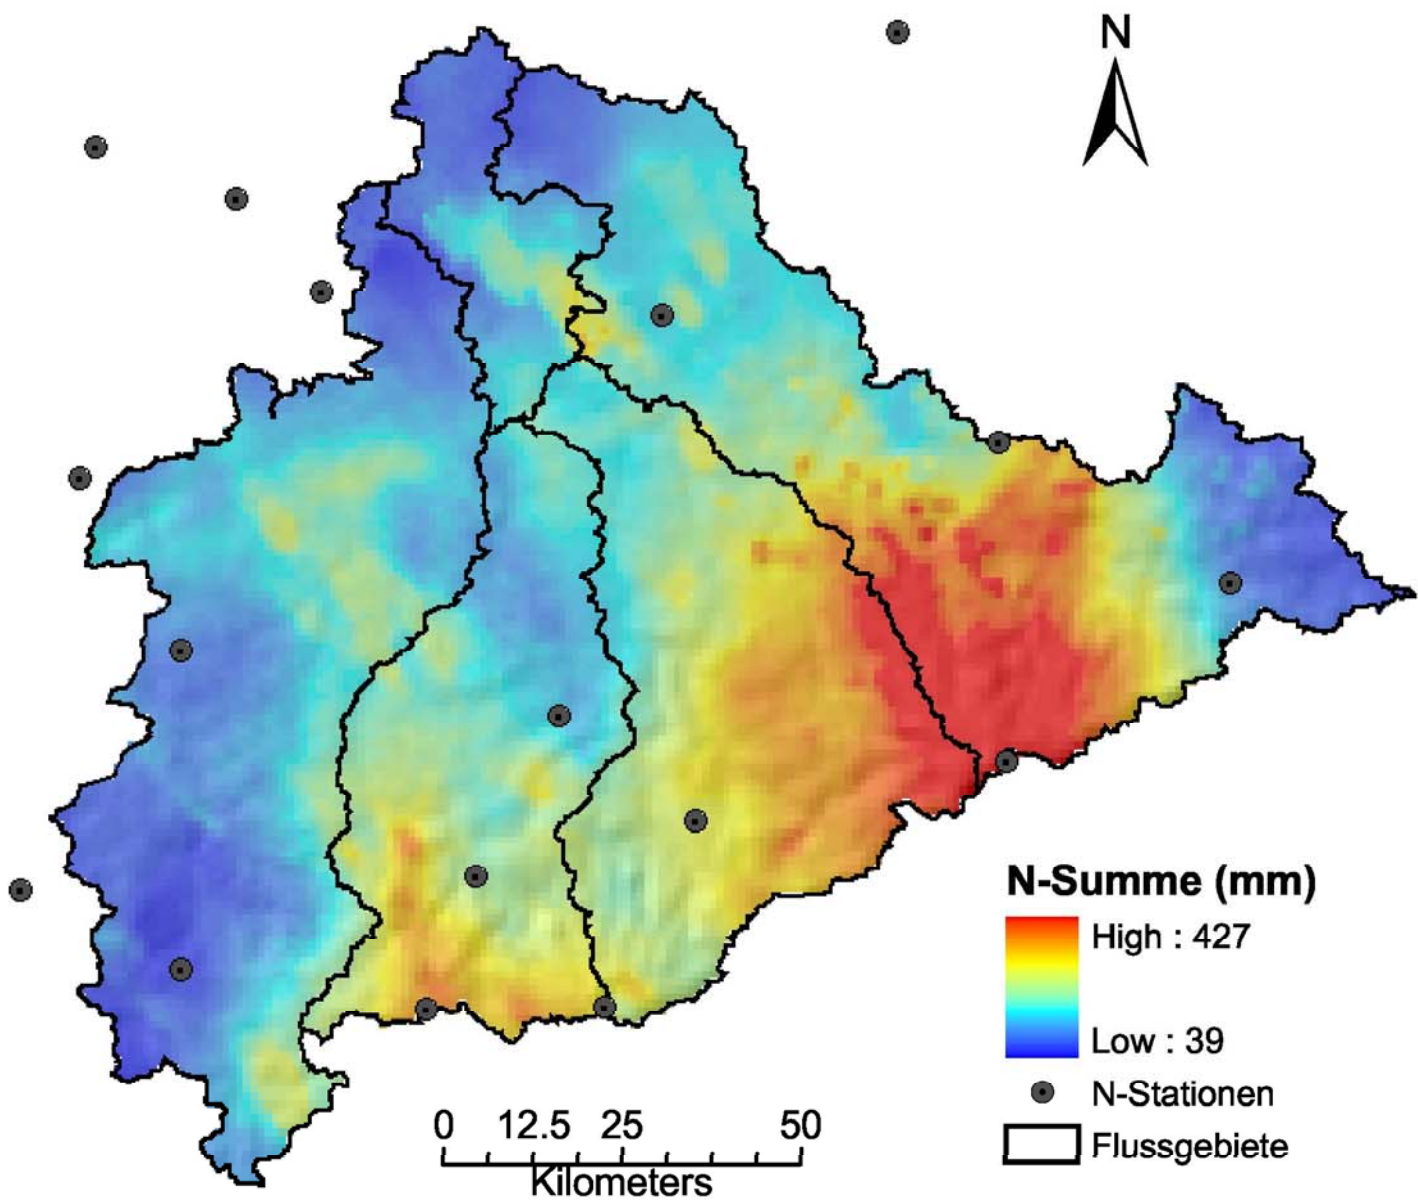 N
N-Summe (mm)
High : 427
Low : 39
N-Stationen
Flussgebiete
0 12.5 25 50
Kilometers